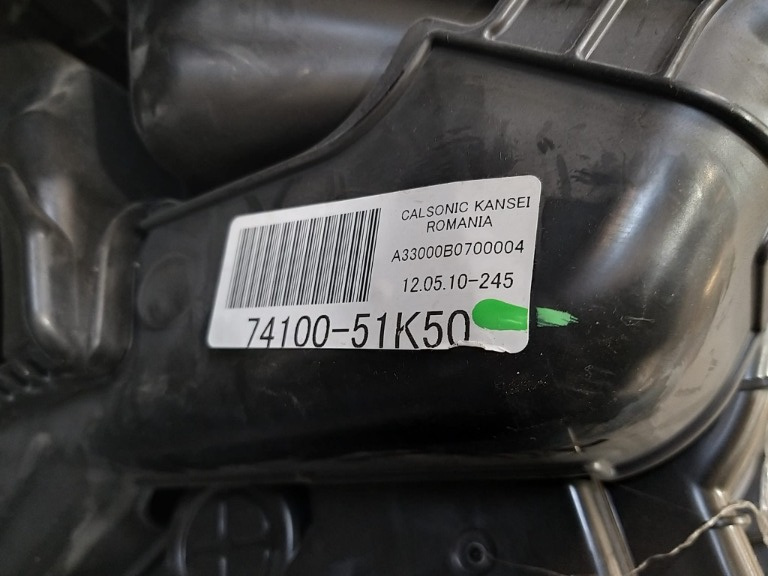 CALSONIC KANSEI
ROMANIA
A33000B0700004
12.05.10-245
74100-51K50